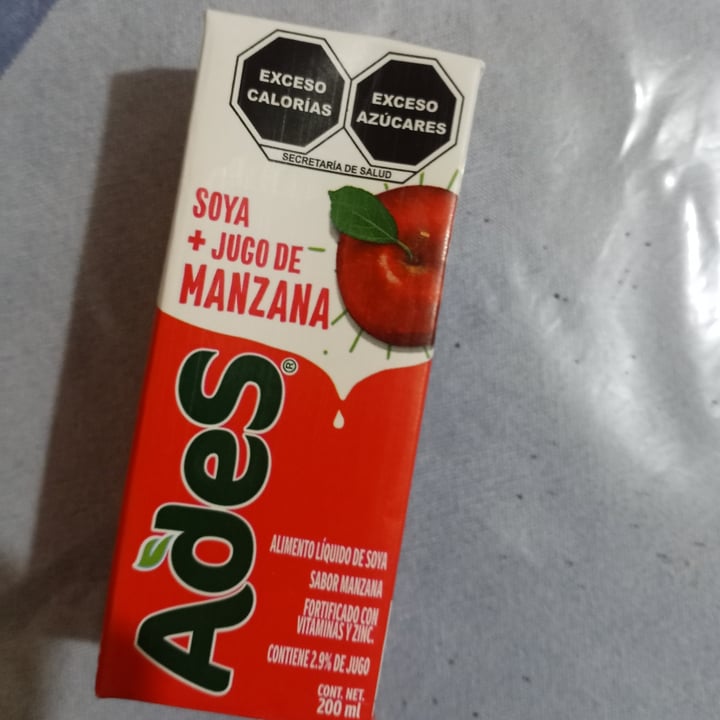 EXCESO
CALORÍAS
EXCESO
AZÚCARES
SECRETARÍA DE SALUD
SOYA
+ JUGO DE
MANZANA
AdeS®
ALIMENTO LÍQUIDO DE SOYA
SABOR MANZANA
FORTIFICADO CON
VITAMINAS Y ZINC.
CONTIENE 2.9% DE JUGO
CONT. NET.
200 ml